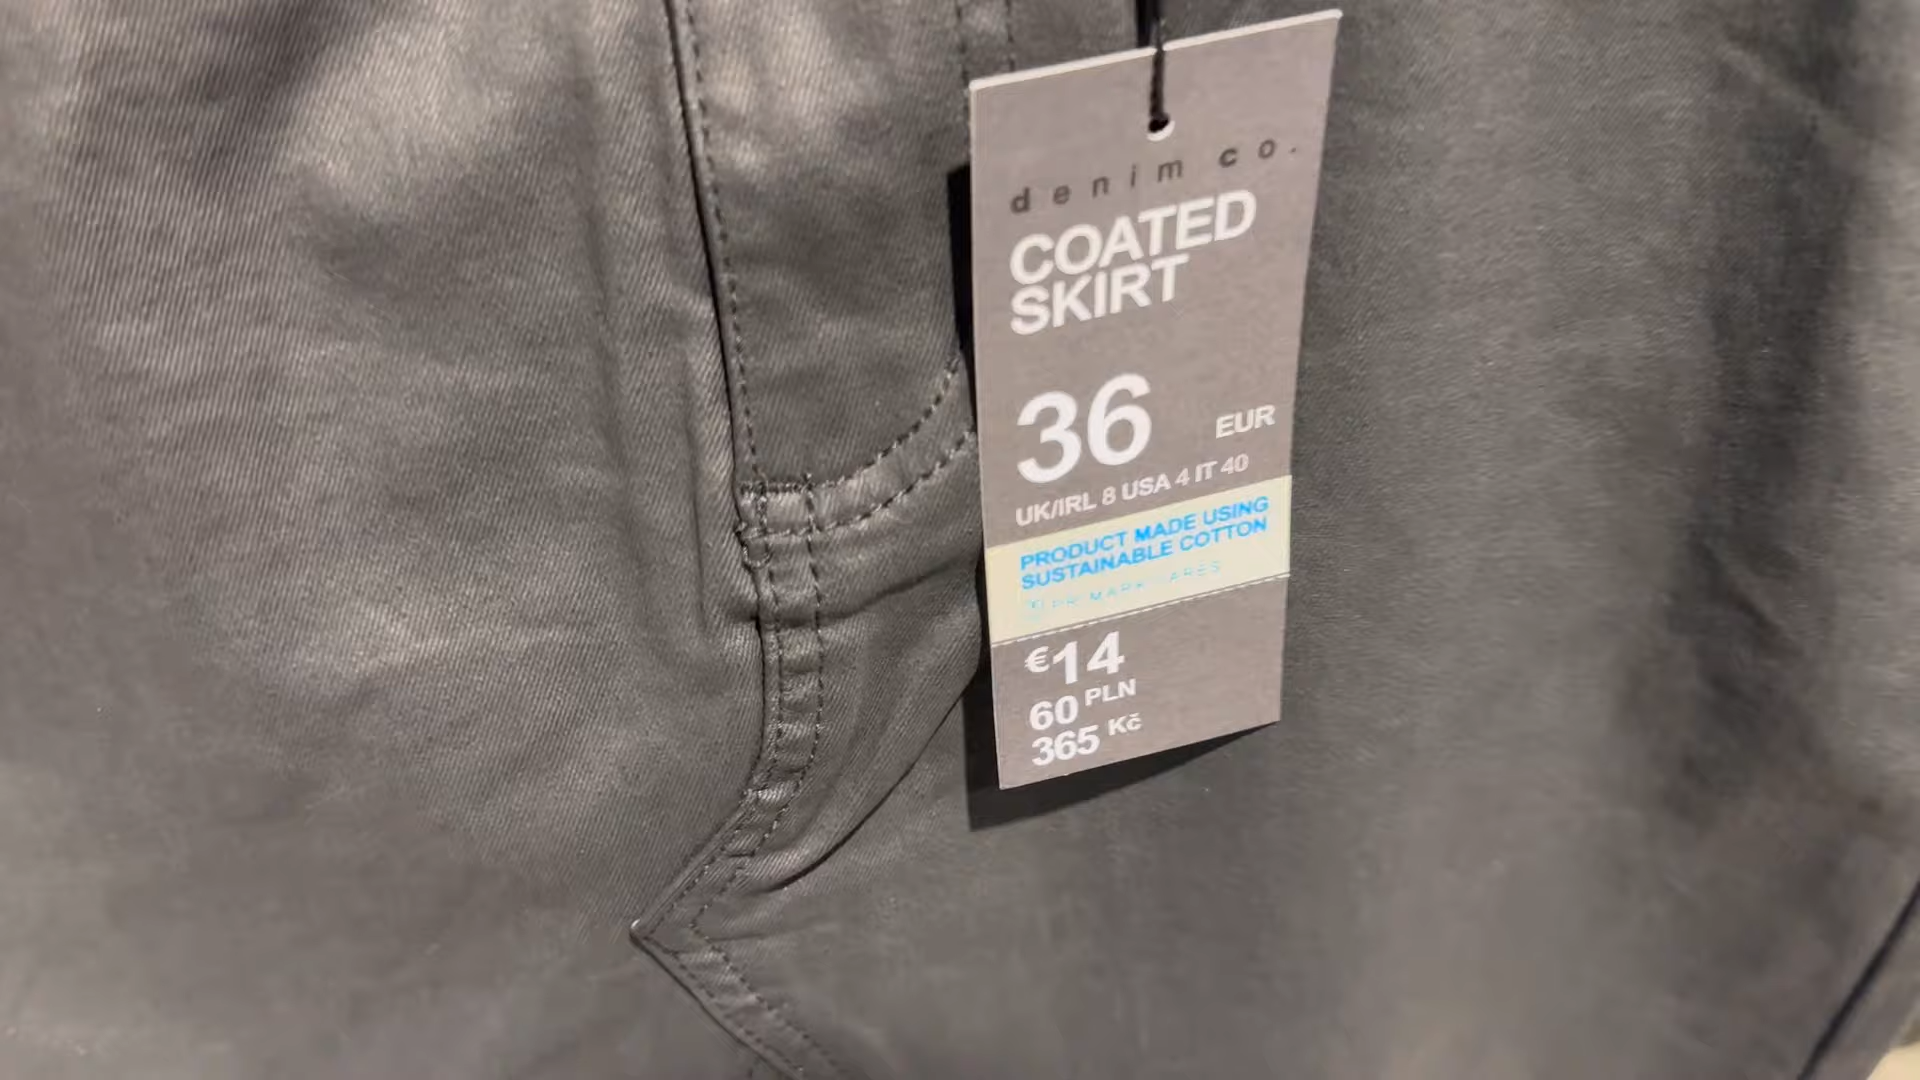 denim co.
COATED
SKIRT
36 EUR
UK/IRL 8 USA 4 IT 40
PRODUCT MADE USING
SUSTAINABLE COTTON
€14
60 PLN
365 Kč